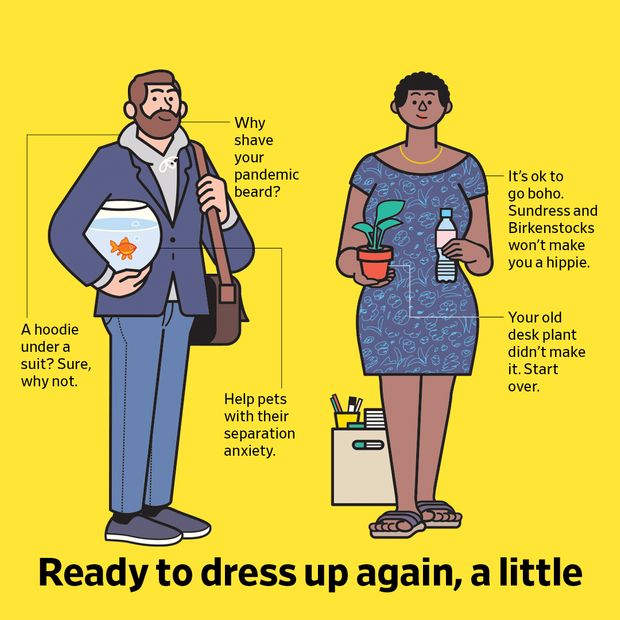 Why
shave
your
pandemic
beard?
It's ok to
go boho.
Sundress and
Birkenstocks
won't make
you a hippie.
A hoodie
under a
suit? Sure,
why not.
Your old
desk plant
didn't make
it. Start
over.
Help pets
with their
separation
anxiety.
Ready to dress up again, a little